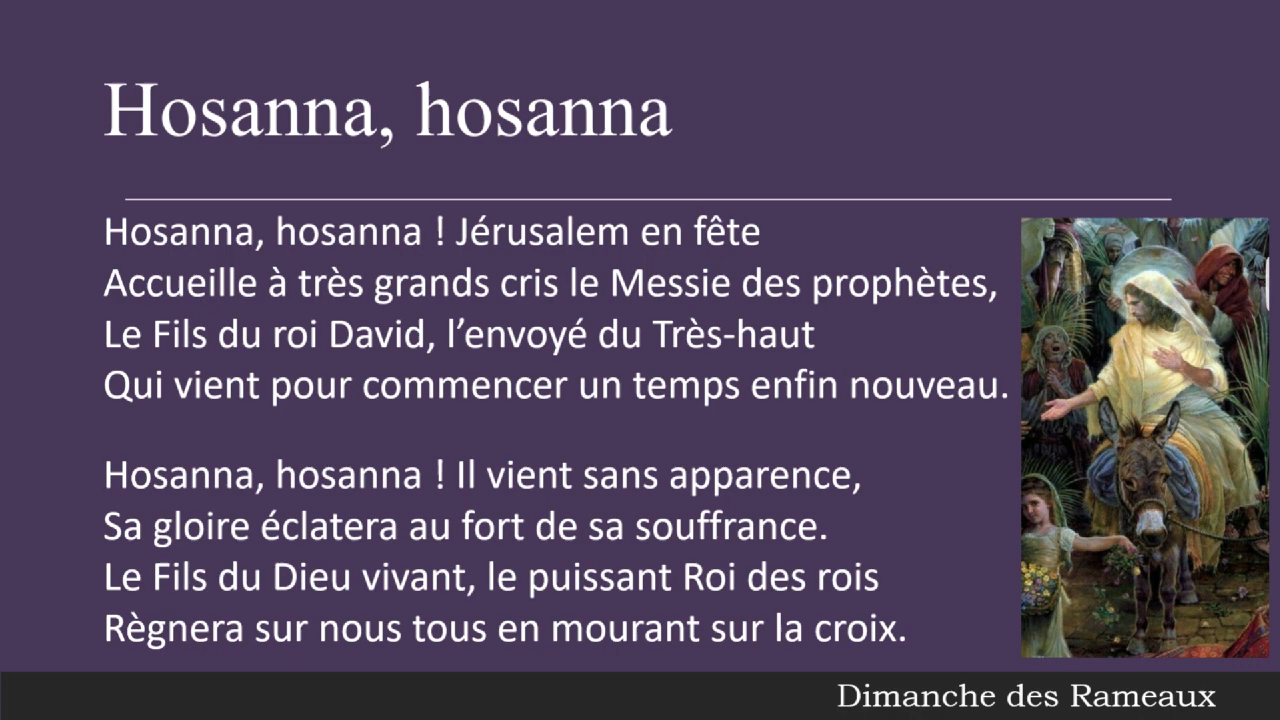 Hosanna, hosanna
Hosanna, hosanna ! Jérusalem en fête
Accueille à très grands cris le Messie des prophètes,
Le Fils du roi David, l’envoyé du Très-haut
Qui vient pour commencer un temps enfin nouveau.
Hosanna, hosanna ! Il vient sans apparence,
Sa gloire éclatera au fort de sa souffrance.
Le Fils du Dieu vivant, le puissant Roi des rois
Règnera sur nous tous en mourant sur la croix.
Dimanche des Rameaux